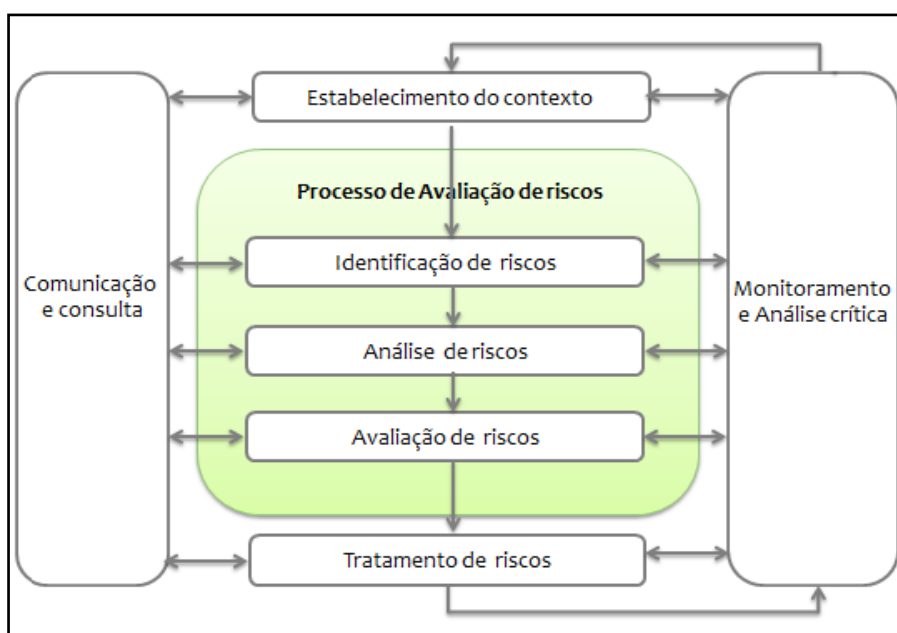 Estabelecimento do contexto
Processo de Avaliação de riscos
Identificação de riscos
Comunicação
e consulta
Monitoramento
e Análise crítica
Análise de riscos
Avaliação de riscos
Tratamento de riscos